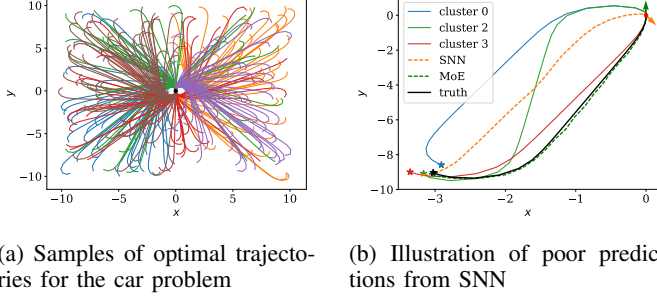 10
5
0
−5
−10
y
−10
−5
0
5
10
x
0
−2
−4
−6
−8
−10
y
cluster 0
cluster 2
cluster 3
SNN
MoE
truth
−3
−2
−1
0
x
(a) Samples of optimal trajecto-
ries for the car problem
(b) Illustration of poor predic-
tions from SNN